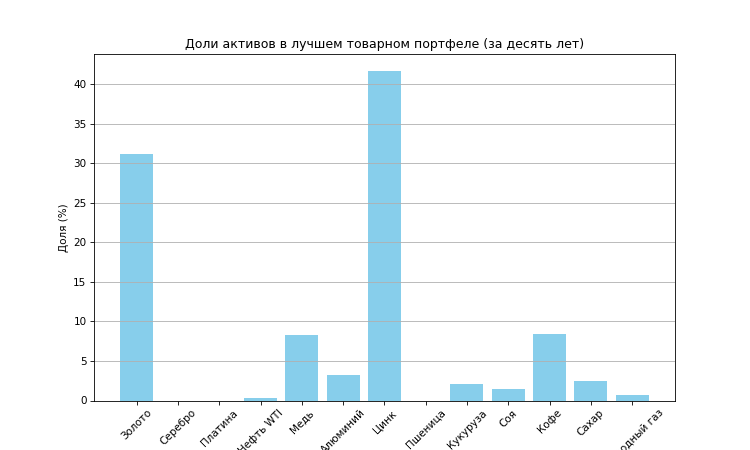 Доли активов в лучшем товарном портфеле (за десять лет)
Доля (%)
40
35
30
25
20
15
10
5
0
Золото
Серебро
Платина
Нефть WTI
Медь
Алюминий
Цинк
Пшеница
Кукуруза
Соя
Кофе
Сахар
газ